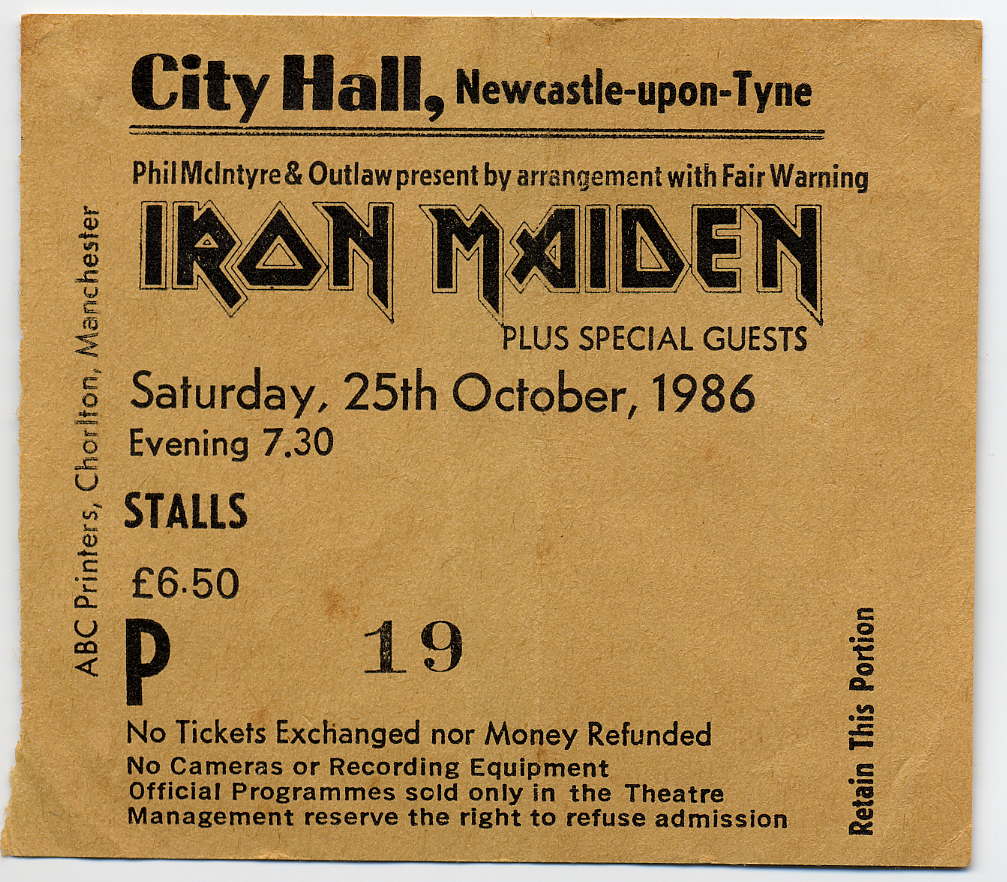 City Hall, Newcastle-upon-Tyne
Phil McIntyre & Outlaw present by arrangement with Fair Warning
IRON MAIDEN
PLUS SPECIAL GUESTS
Saturday, 25th October, 1986
Evening 7.30
STALLS
£6.50
P 19
No Tickets Exchanged nor Money Refunded
No Cameras or Recording Equipment
Official Programmes sold only in the Theatre
Management reserve the right to refuse admission
ABC Printers, Chorlton, Manchester
Retain This Portion